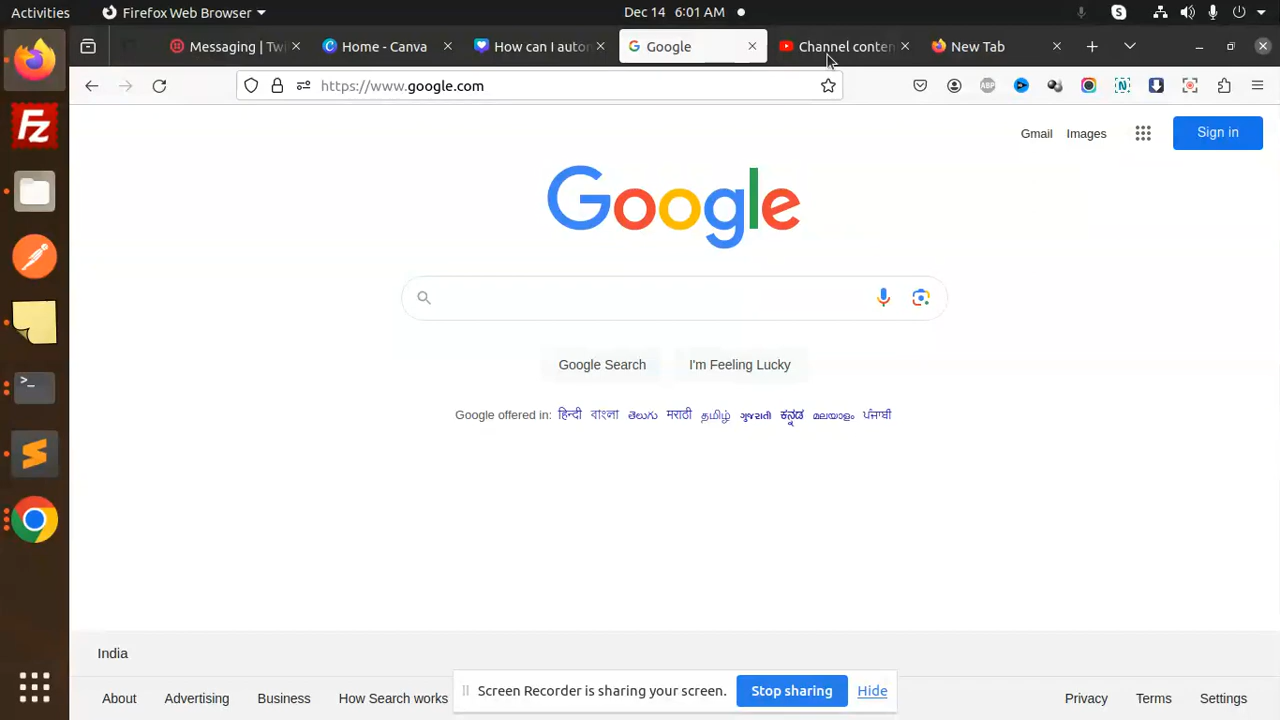 Activities Firefox Web Browser Dec 14 6:01 AM
Messaging | Tw Home - Canva How can I autom Google Channel conten New Tab
https://www.google.com
Gmail Images Sign in
Google
Google Search I'm Feeling Lucky
Google offered in: हिन्दी বাংলা తెలుగు मराठी தமிழ் ગુજરાતી ಕನ್ನಡ മലയാളം ਪੰਜਾਬੀ
India
Screen Recorder is sharing your screen. Stop sharing Hide
About Advertising Business How Search works Privacy Terms Settings